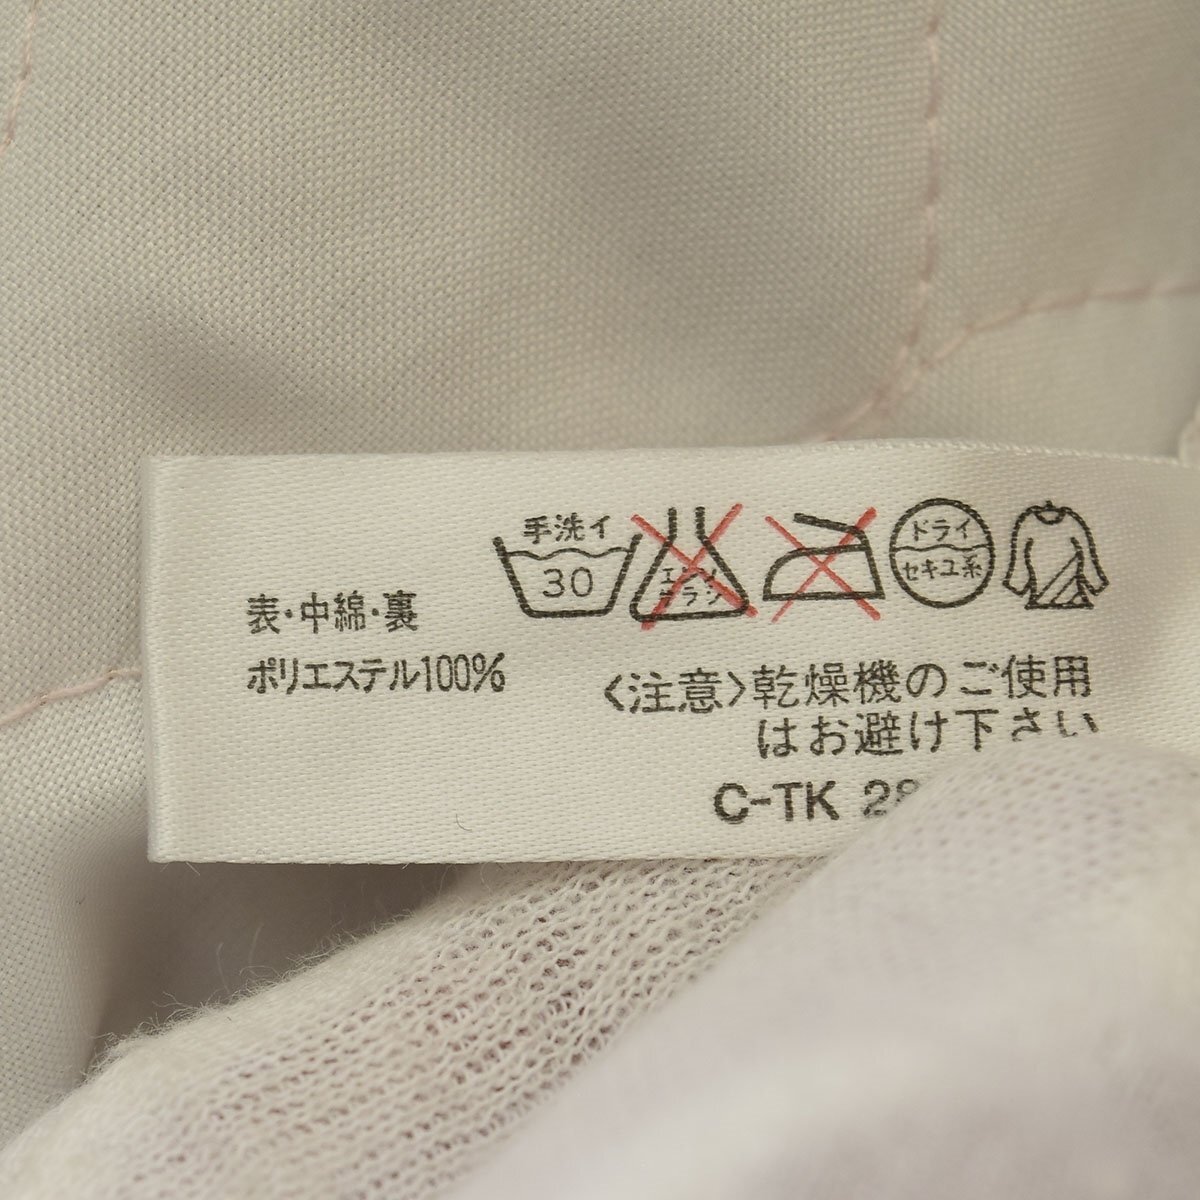 手洗イ
30
エンソ
サラシ
ドライ
セキユ系
表・中綿・裏
ポリエステル100%
〈注意〉乾燥機のご使用
はお避け下さい
C-TK 28